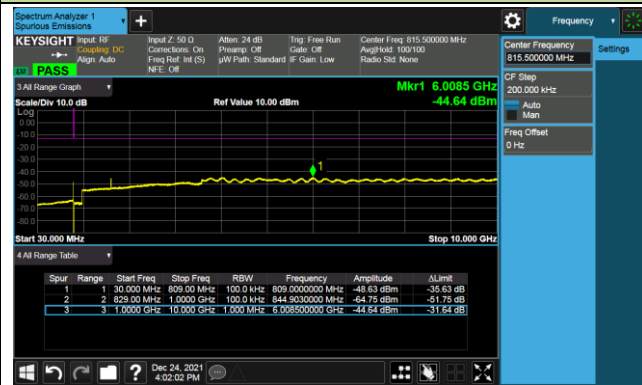 Spectrum Analyzer 1
Spurious Emissions
Frequency
KEYSIGHT
Input: RF
Coupling: DC
Align: Auto
Input Z: 50 Ω
Corrections: On
Freq Ref: Int (S)
NFE: Off
Atten: 24 dB
Preamp: Off
µW Path: Standard
Trig: Free Run
Gate: Off
IF Gain: Low
Center Freq: 815.500000 MHz
Avg|Hold: 100/100
Radio Std: None
PASS
Center Frequency
815.500000 MHz
Settings
CF Step
200.000 kHz
Auto
Man
Freq Offset
0 Hz
3 All Range Graph
Mkr1 6.0085 GHz
Scale/Div 10.0 dB
Ref Value 10.00 dBm
-44.64 dBm
Log
0.00
-10.0
-20.0
-30.0
-40.0
-50.0
-60.0
-70.0
-80.0
1
Start 30.000 MHz
Stop 10.000 GHz
4 All Range Table
Spur Range Start Freq Stop Freq RBW Frequency Amplitude ΔLimit
1 1 30.000 MHz 809.00 MHz 100.0 kHz 809.0000000 MHz -48.63 dBm -35.63 dB
2 2 829.00 MHz 1.0000 GHz 100.0 kHz 844.9030000 MHz -64.75 dBm -51.75 dB
3 3 1.0000 GHz 10.000 GHz 1.000 MHz 6.008500000 GHz -44.64 dBm -31.64 dB
Dec 24, 2021
4:02:02 PM